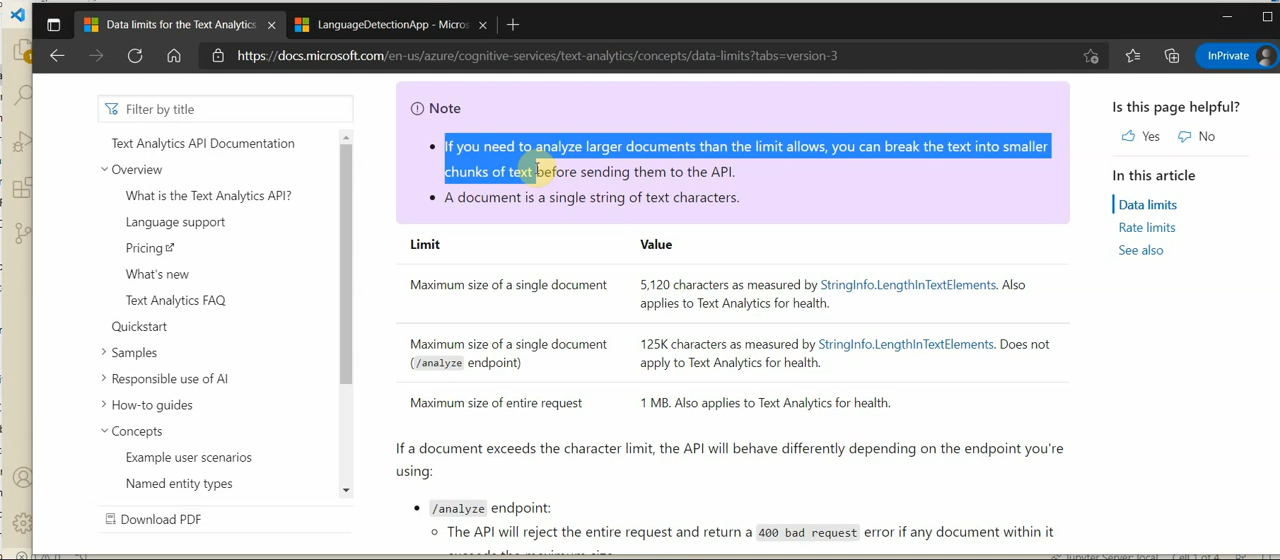 Data limits for the Text Analytics
LanguageDetectionApp - Micros
https://docs.microsoft.com/en-us/azure/cognitive-services/text-analytics/concepts/data-limits?tabs=version-3
InPrivate
Filter by title
Text Analytics API Documentation
Overview
What is the Text Analytics API?
Language support
Pricing
What's new
Text Analytics FAQ
Quickstart
Samples
Responsible use of AI
How-to guides
Concepts
Example user scenarios
Named entity types
Download PDF
Note
If you need to analyze larger documents than the limit allows, you can break the text into smaller
chunks of text before sending them to the API.
A document is a single string of text characters.
Limit Value
Maximum size of a single document 5,120 characters as measured by StringInfo.LengthInTextElements. Also
applies to Text Analytics for health.
Maximum size of a single document 125K characters as measured by StringInfo.LengthInTextElements. Does not
(/analyze endpoint) apply to Text Analytics for health.
Maximum size of entire request 1 MB. Also applies to Text Analytics for health.
If a document exceeds the character limit, the API will behave differently depending on the endpoint you're
using:
/analyze endpoint:
The API will reject the entire request and return a 400 bad request error if any document within it
exceeds the maximum size.
Is this page helpful?
Yes No
In this article
Data limits
Rate limits
See also